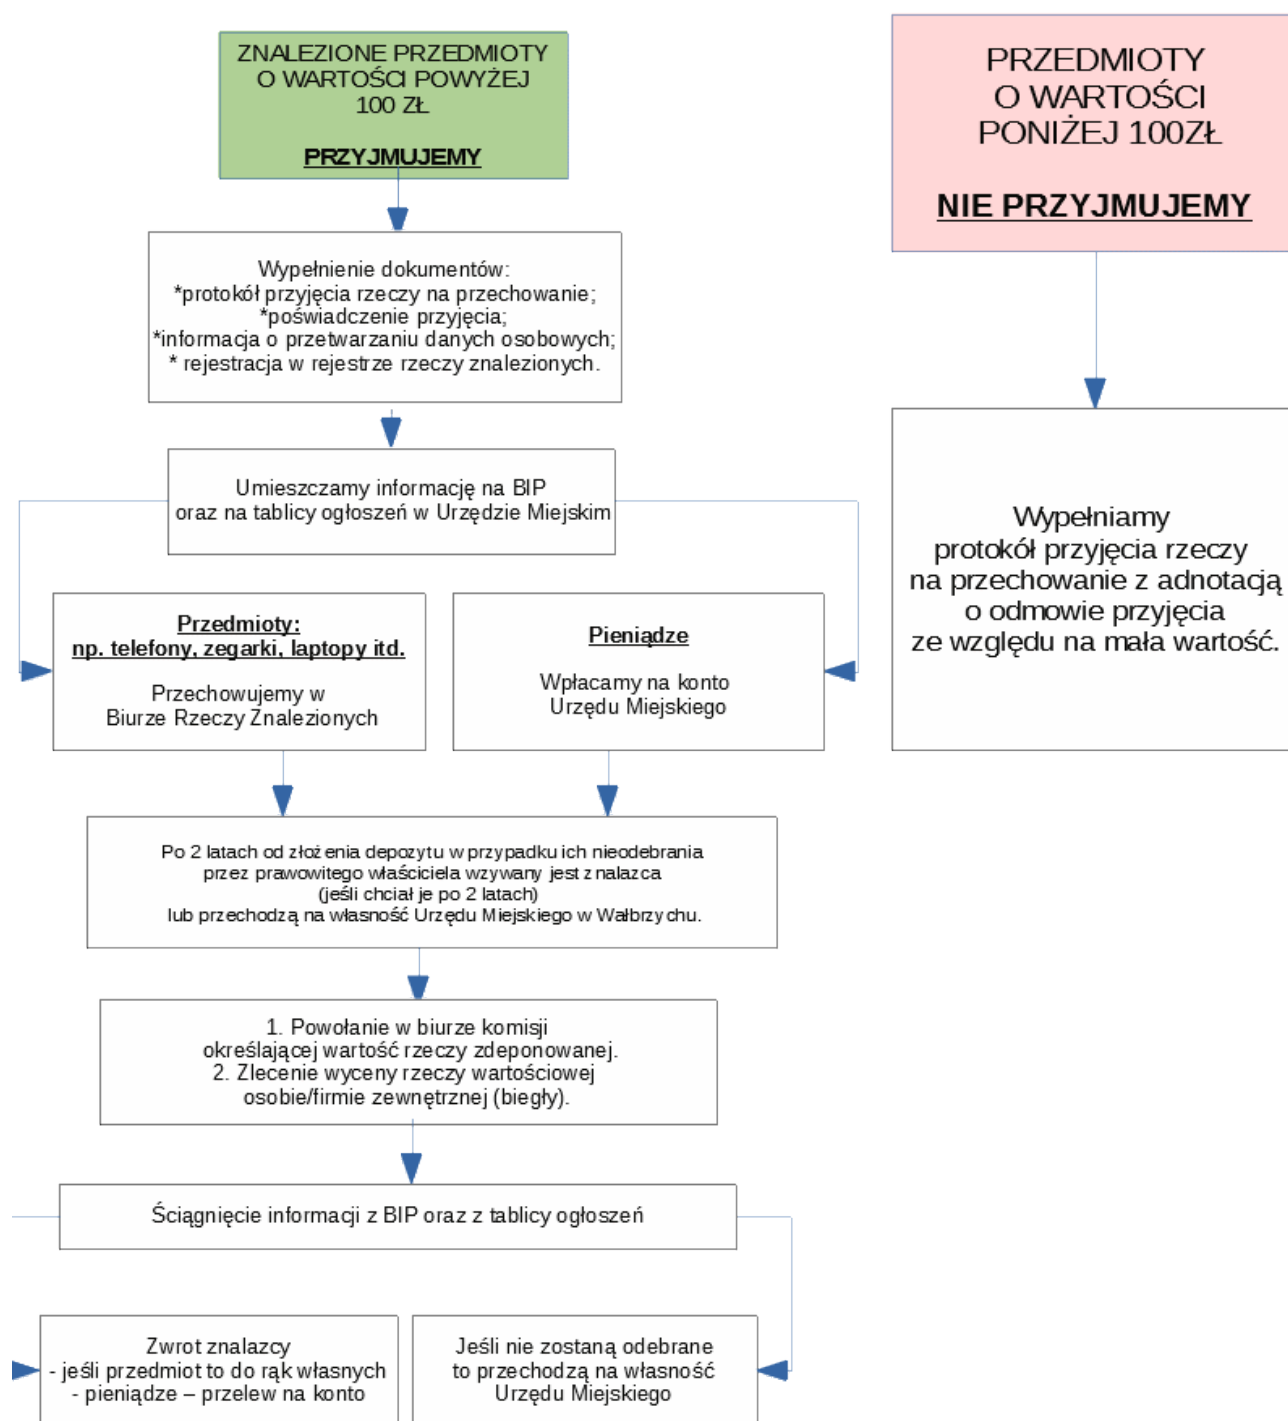 ZNALEZIONE PRZEDMIOTY
O WARTOŚCI POWYŻEJ
100 ZŁ
PRZYJMUJEMY
Wypełnienie dokumentów:
*protokół przyjęcia rzeczy na przechowanie;
*poświadczenie przyjęcia;
*informacja o przetwarzaniu danych osobowych;
* rejestracja w rejestrze rzeczy znalezionych.
Umieszczamy informację na BIP
oraz na tablicy ogłoszeń w Urzędzie Miejskim
Przedmioty:
np. telefony, zegarki, laptopy itd.
Przechowujemy w
Biurze Rzeczy Znalezionych
Pieniądze
Wpłacamy na konto
Urzędu Miejskiego
Po 2 latach od złożenia depozytu w przypadku ich nieodebrania
przez prawowitego właściciela wzywany jest znalazca
(jeśli chciał je po 2 latach)
lub przechodzą na własność Urzędu Miejskiego w Wałbrzychu.
1. Powołanie w biurze komisji
określającej wartość rzeczy zdeponowanej.
2. Zlecenie wyceny rzeczy wartościowej
osobie/firmie zewnętrznej (biegły).
Ściągnięcie informacji z BIP oraz z tablicy ogłoszeń
Zwrot znalazcy
- jeśli przedmiot to do rąk własnych
- pieniądze – przelew na konto
Jeśli nie zostaną odebrane
to przechodzą na własność
Urzędu Miejskiego
PRZEDMIOTY
O WARTOŚCI
PONIŻEJ 100ZŁ
NIE PRZYJMUJEMY
Wypełniamy
protokół przyjęcia rzeczy
na przechowanie z adnotacją
o odmowie przyjęcia
ze względu na mała wartość.